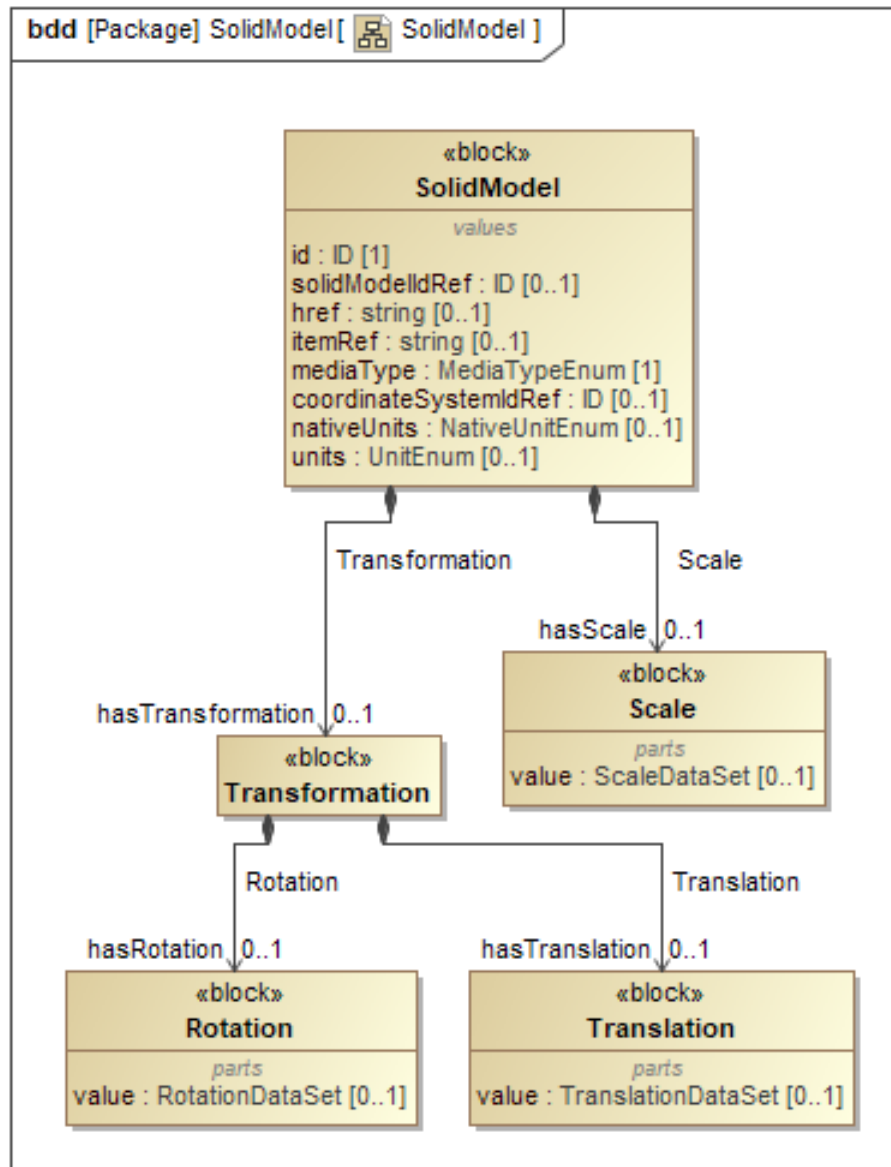 bdd [Package] SolidModel[ SolidModel ]
«block»
SolidModel
values
id : ID [1]
solidModelIdRef : ID [0..1]
href : string [0..1]
itemRef : string [0..1]
mediaType : MediaTypeEnum [1]
coordinateSystemIdRef : ID [0..1]
nativeUnits : NativeUnitEnum [0..1]
units : UnitEnum [0..1]
Transformation
Scale
hasScale 0..1
«block»
Scale
parts
value : ScaleDataSet [0..1]
hasTransformation 0..1
«block»
Transformation
Rotation
Translation
hasRotation 0..1
hasTranslation 0..1
«block»
Rotation
parts
value : RotationDataSet [0..1]
«block»
Translation
parts
value : TranslationDataSet [0..1]